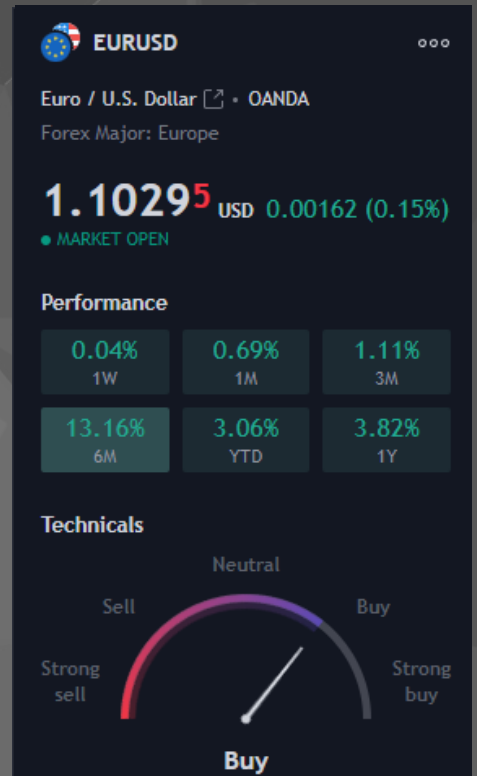 EURUSD
Euro / U.S. Dollar • OANDA
Forex Major: Europe
1.10295 USD 0.00162 (0.15%)
• MARKET OPEN
Performance
0.04% 0.69% 1.11%
1W 1M 3M
13.16% 3.06% 3.82%
6M YTD 1Y
Technicals
Neutral
Sell Buy
Strong Strong
sell buy
Buy